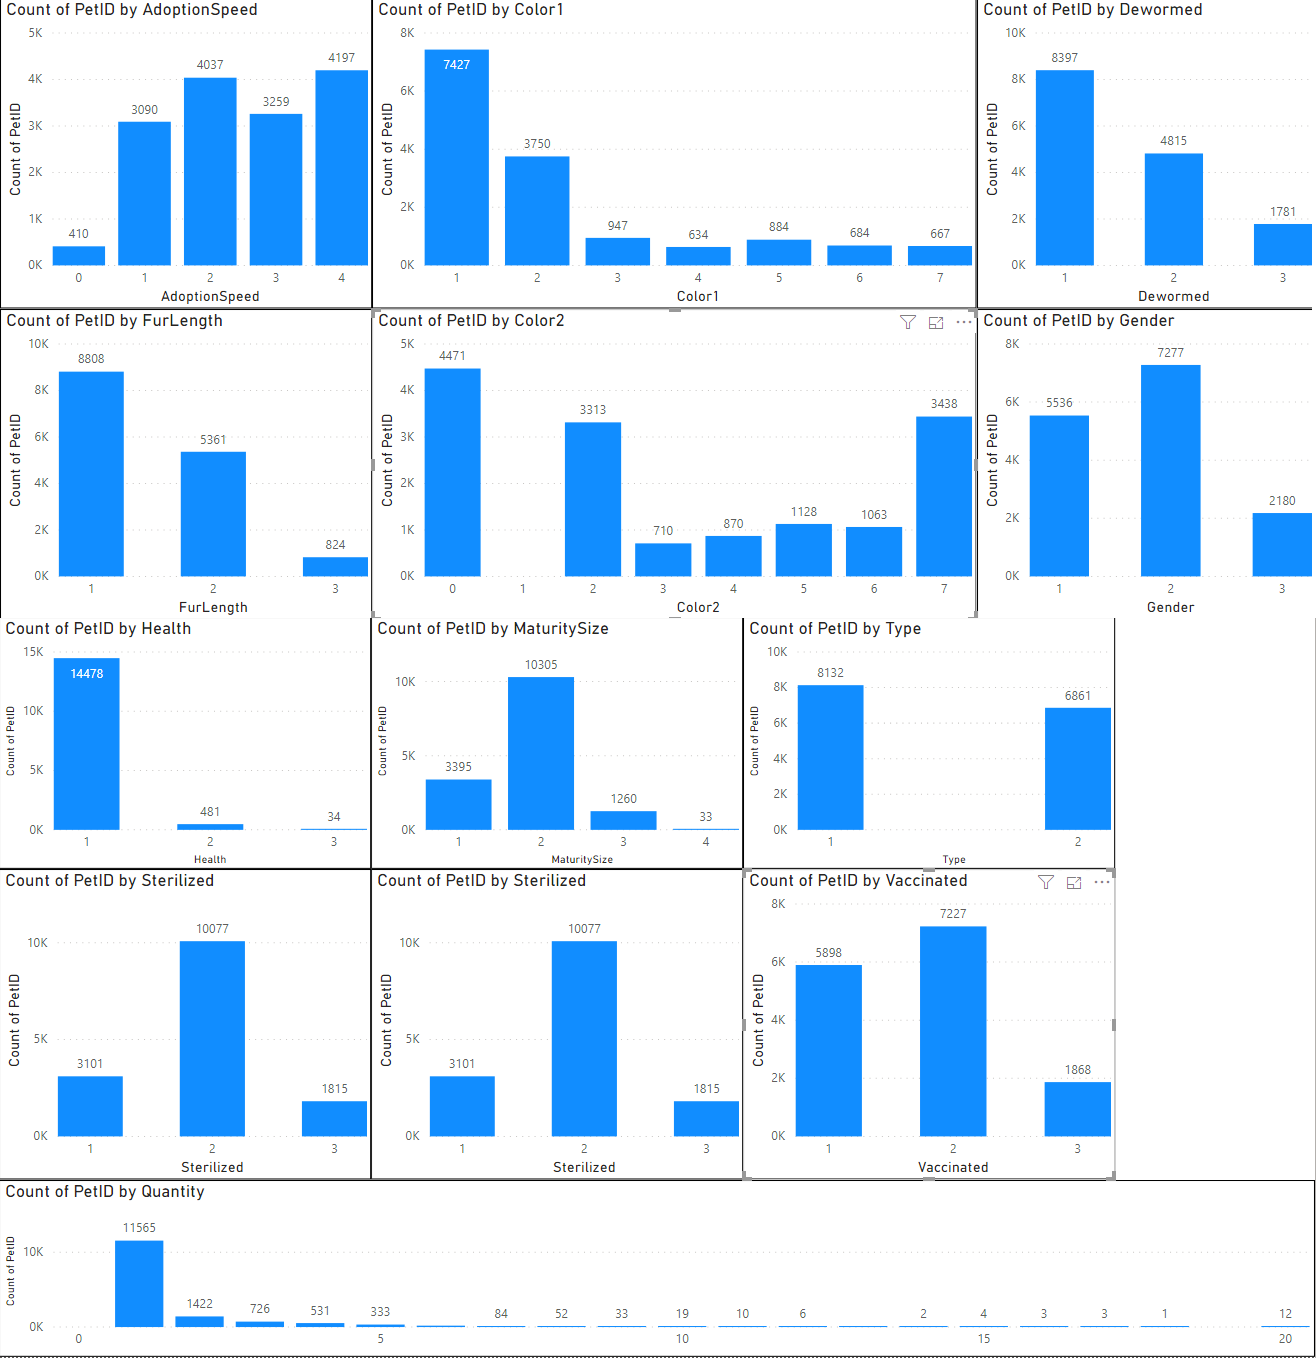 Count of PetID by AdoptionSpeed
5K
4K
3K
2K
1K
0K
Count of PetID
410
3090
4037
3259
4197
0 1 2 3 4
AdoptionSpeed
Count of PetID by Color1
8K
6K
4K
2K
0K
Count of PetID
7427
3750
947
634
884
684
667
1 2 3 4 5 6 7
Color1
Count of PetID by Dewormed
10K
8K
6K
4K
2K
0K
Count of PetID
8397
4815
1781
1 2 3
Dewormed
Count of PetID by FurLength
10K
8K
6K
4K
2K
0K
Count of PetID
8808
5361
824
1 2 3
FurLength
Count of PetID by Color2
5K
4K
3K
2K
1K
0K
Count of PetID
4471
3313
710
870
1128
1063
3438
0 1 2 3 4 5 6 7
Color2
Count of PetID by Gender
8K
6K
4K
2K
0K
Count of PetID
5536
7277
2180
1 2 3
Gender
Count of PetID by Health
15K
10K
5K
0K
Count of PetID
14478
481
34
1 2 3
Health
Count of PetID by MaturitySize
10K
5K
0K
Count of PetID
3395
10305
1260
33
1 2 3 4
MaturitySize
Count of PetID by Type
10K
8K
6K
4K
2K
0K
Count of PetID
8132
6861
1 2
Type
Count of PetID by Sterilized
10K
5K
0K
Count of PetID
3101
10077
1815
1 2 3
Sterilized
Count of PetID by Sterilized
10K
5K
0K
Count of PetID
3101
10077
1815
1 2 3
Sterilized
Count of PetID by Vaccinated
8K
6K
4K
2K
0K
Count of PetID
5898
7227
1868
1 2 3
Vaccinated
Count of PetID by Quantity
10K
0K
Count of PetID
11565
1422
726
531
333
84
52
33
19
10
6
2
4
3
3
1
12
0 5 10 15 20